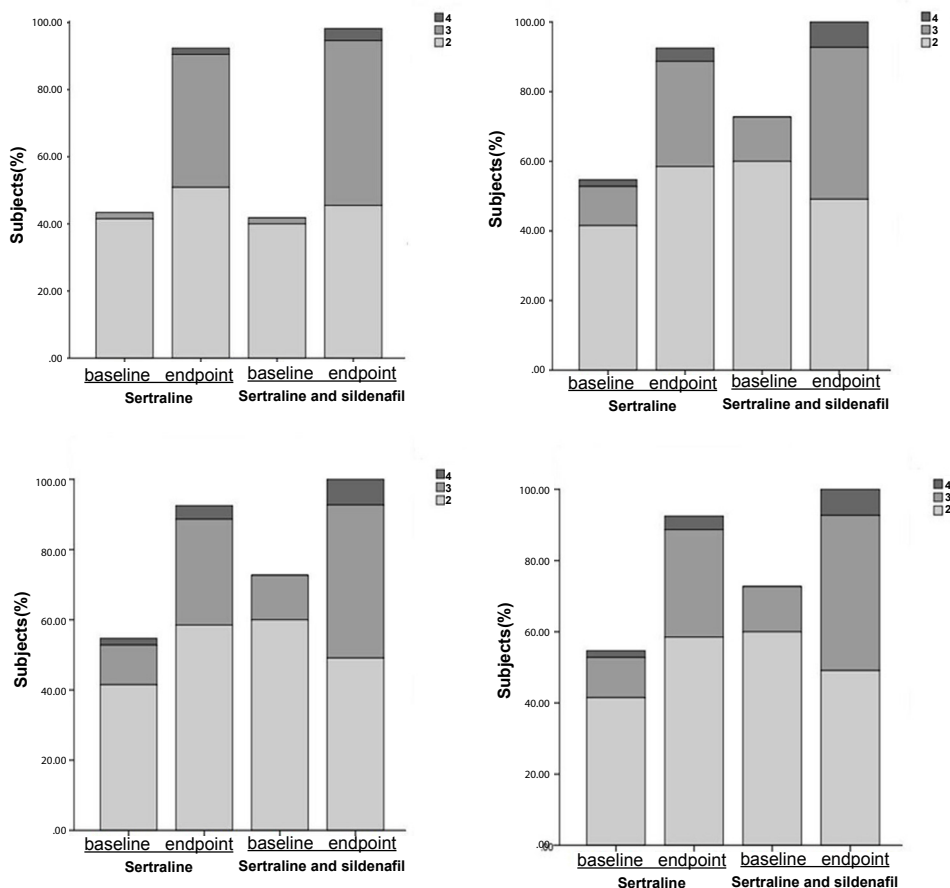 100.00
80.00
60.00
40.00
20.00
.00
Subjects(%)
4
3
2
baseline endpoint baseline endpoint
Sertraline Sertraline and sildenafil
100.00
80.00
60.00
40.00
20.00
.00
Subjects(%)
4
3
2
baseline endpoint baseline endpoint
Sertraline Sertraline and sildenafil
100.00
80.00
60.00
40.00
20.00
.00
Subjects(%)
4
3
2
baseline endpoint baseline endpoint
Sertraline Sertraline and sildenafil
100.00
80.00
60.00
40.00
20.00
Subjects(%)
4
3
2
baseline endpoint baseline endpoint
Sertraline Sertraline and sildenafil